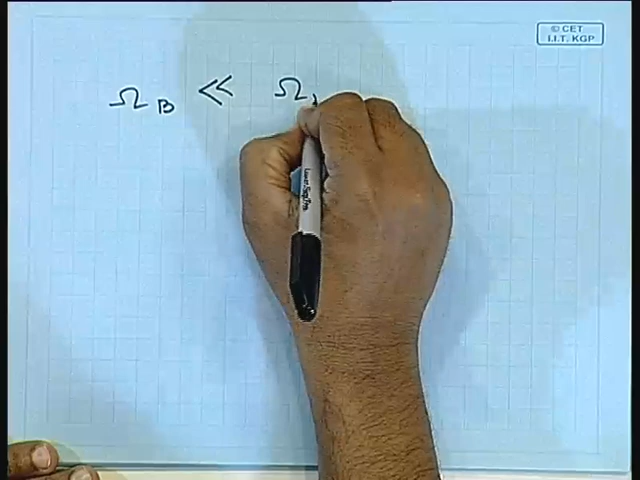 © CET
I.I.T. KGP
Ω_B << Ω